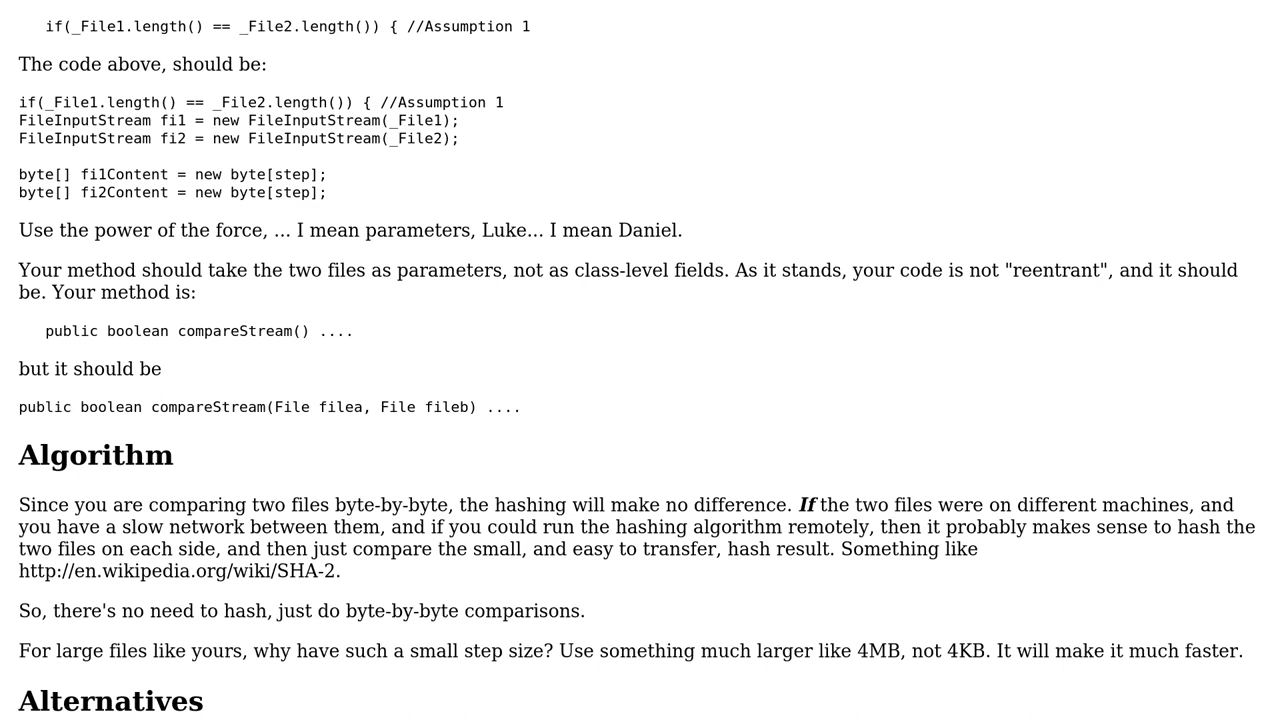 if(_File1.length() == _File2.length()) { //Assumption 1
The code above, should be:
if(_File1.length() == _File2.length()) { //Assumption 1
FileInputStream fi1 = new FileInputStream(_File1);
FileInputStream fi2 = new FileInputStream(_File2);
byte[] fi1Content = new byte[step];
byte[] fi2Content = new byte[step];
Use the power of the force, ... I mean parameters, Luke... I mean Daniel.
Your method should take the two files as parameters, not as class-level fields. As it stands, your code is not "reentrant", and it should
be. Your method is:
public boolean compareStream() ....
but it should be
public boolean compareStream(File filea, File fileb) ....
Algorithm
Since you are comparing two files byte-by-byte, the hashing will make no difference. If the two files were on different machines, and
you have a slow network between them, and if you could run the hashing algorithm remotely, then it probably makes sense to hash the
two files on each side, and then just compare the small, and easy to transfer, hash result. Something like
http://en.wikipedia.org/wiki/SHA-2.
So, there's no need to hash, just do byte-by-byte comparisons.
For large files like yours, why have such a small step size? Use something much larger like 4MB, not 4KB. It will make it much faster.
Alternatives